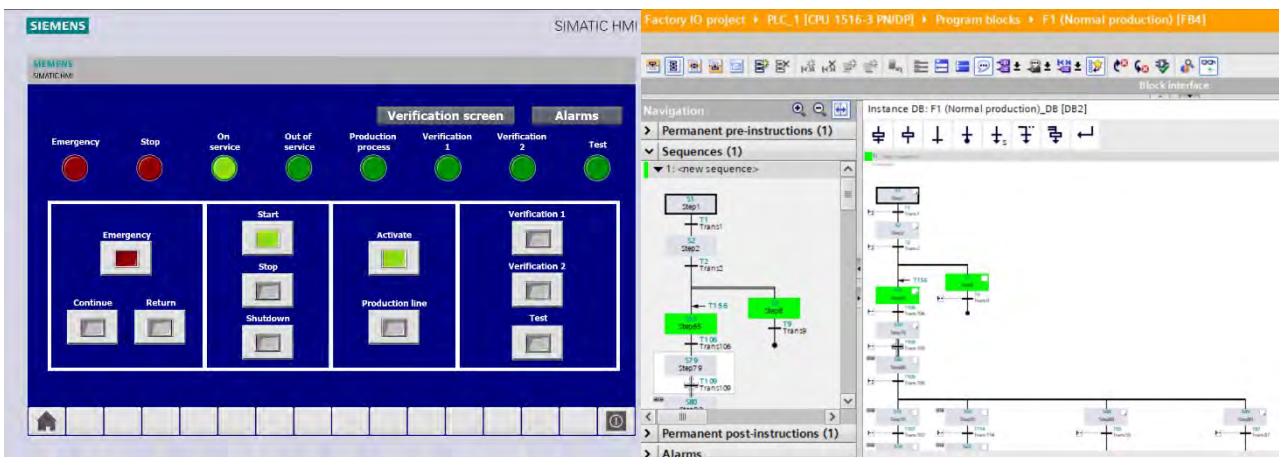 SIEMENS
SIMATIC HMI
SIEMENS
SIMATIC HMI
Verification screen
Alarms
Emergency
Stop
On service
Out of service
Production process
Verification 1
Verification 2
Test
Emergency
Continue
Return
Start
Stop
Shutdown
Activate
Production line
Verification 1
Verification 2
Test
Factory IO project ▸ PLC_1 [CPU 1516-3 PN/DP] ▸ Program blocks ▸ F1 (Normal production) [FB4]
Block interface
Navigation
Permanent pre-instructions (1)
Sequences (1)
1: <new sequence>
S1
Step1
T1
Trans1
S2
Step2
T2
Trans2
T156
Step8
T106
Trans106
T9
Trans9
S79
Step79
T109
Trans109
S80
Permanent post-instructions (1)
Alarms
Instance DB: F1 (Normal production)_DB [DB2]
T156